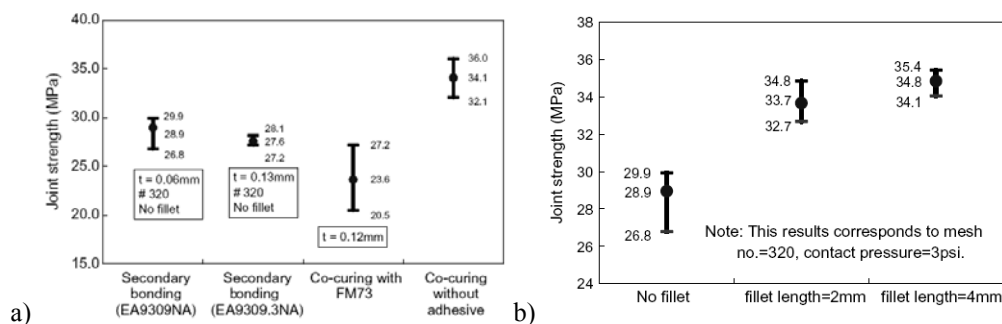 40.0
35.0
30.0
25.0
20.0
15.0
Joint strength (MPa)
29.9
28.9
26.8
t = 0.06mm
# 320
No fillet
28.1
27.6
27.2
t = 0.13mm
# 320
No fillet
27.2
23.6
20.5
t = 0.12mm
36.0
34.1
32.1
Secondary
bonding
(EA9309NA)
Secondary
bonding
(EA9309.3NA)
Co-curing with
FM73
Co-curing
without
adhesive
a)
38
36
34
32
30
28
26
24
Joint strength (MPa)
29.9
28.9
26.8
34.8
33.7
32.7
35.4
34.8
34.1
Note: This results corresponds to mesh
no.=320, contact pressure=3psi.
No fillet
fillet length=2mm
fillet length=4mm
b)